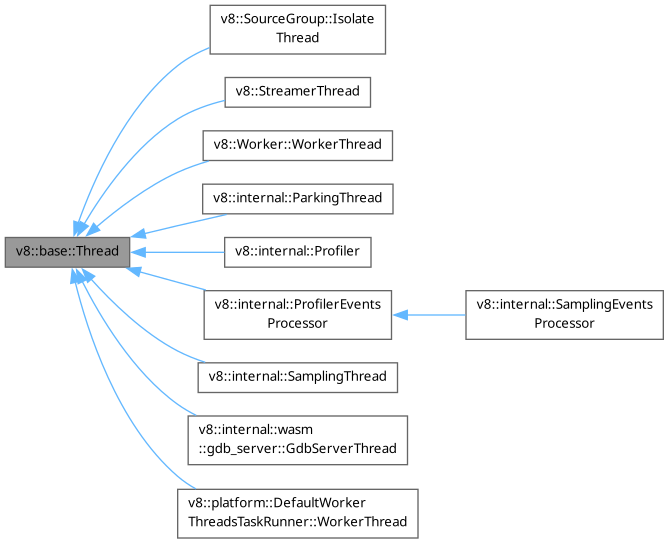 v8::SourceGroup::Isolate
Thread
v8::StreamerThread
v8::Worker::WorkerThread
v8::internal::ParkingThread
v8::base::Thread
v8::internal::Profiler
v8::internal::ProfilerEvents
Processor
v8::internal::SamplingEvents
Processor
v8::internal::SamplingThread
v8::internal::wasm
::gdb_server::GdbServerThread
v8::platform::DefaultWorker
ThreadsTaskRunner::WorkerThread